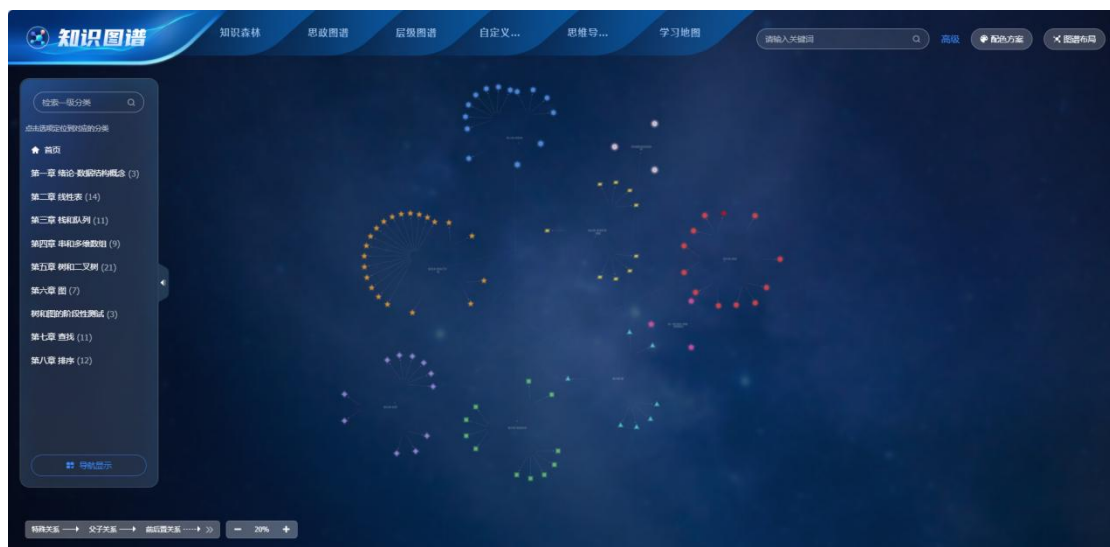 知识图谱
知识森林
思政图谱
层级图谱
自定义...
思维导...
学习地图
请输入关键词
高级
配色方案
图谱布局
检索一级分类
点击选项定位到对应的分类
首页
第一章 绪论-数据结构概念 (3)
第二章 线性表 (14)
第三章 栈和队列 (11)
第四章 串和多维数组 (9)
第五章 树和二叉树 (21)
第六章 图 (7)
树和图的阶段性测试 (3)
第七章 查找 (11)
第八章 排序 (12)
导航显示
特殊关系
父子关系
前后置关系
20%